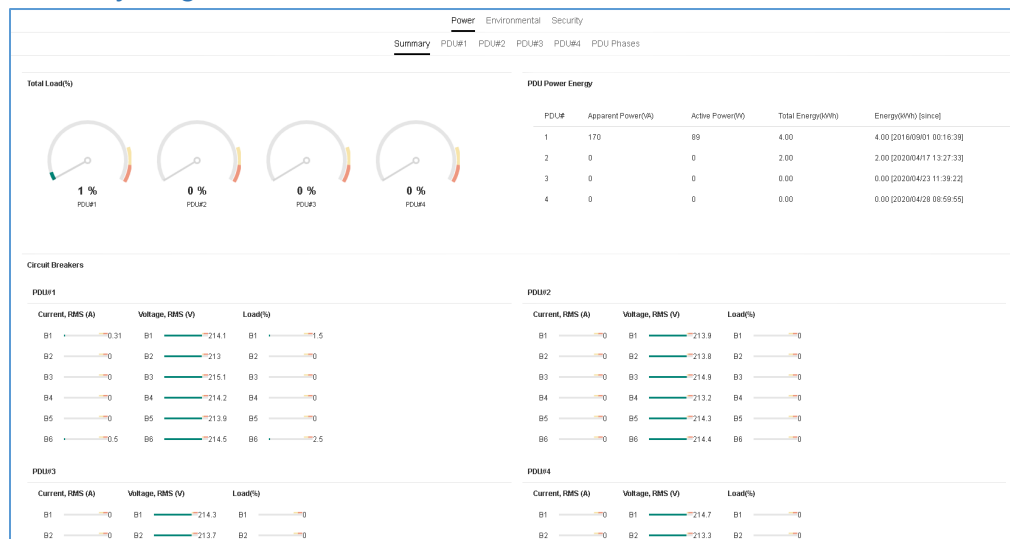 Power Environmental Security
Summary PDU#1 PDU#2 PDU#3 PDU#4 PDU Phases
Total Load(%)
1 %
PDU#1
0 %
PDU#2
0 %
PDU#3
0 %
PDU#4
PDU Power Energy
PDU# Apparent Power(VA) Active Power(W) Total Energy(kWh) Energy(kWh) [since]
1 170 89 4.00 4.00 [2016/09/01 00:16:39]
2 0 0 2.00 2.00 [2020/04/17 13:27:33]
3 0 0 0.00 0.00 [2020/04/23 11:39:22]
4 0 0 0.00 0.00 [2020/04/28 08:59:55]
Circuit Breakers
PDU#1
Current, RMS (A) Voltage, RMS (V) Load(%)
B1 0.31 B1 214.1 B1 1.5
B2 0 B2 213 B2 0
B3 0 B3 215.1 B3 0
B4 0 B4 214.2 B4 0
B5 0 B5 213.9 B5 0
B6 0.5 B6 214.5 B6 2.5
PDU#2
Current, RMS (A) Voltage, RMS (V) Load(%)
B1 0 B1 213.9 B1 0
B2 0 B2 213.8 B2 0
B3 0 B3 214.9 B3 0
B4 0 B4 213.2 B4 0
B5 0 B5 214.3 B5 0
B6 0 B6 214.4 B6 0
PDU#3
Current, RMS (A) Voltage, RMS (V) Load(%)
B1 0 B1 214.3 B1 0
B2 0 B2 213.7 B2 0
PDU#4
Current, RMS (A) Voltage, RMS (V) Load(%)
B1 0 B1 214.7 B1 0
B2 0 B2 213.3 B2 0